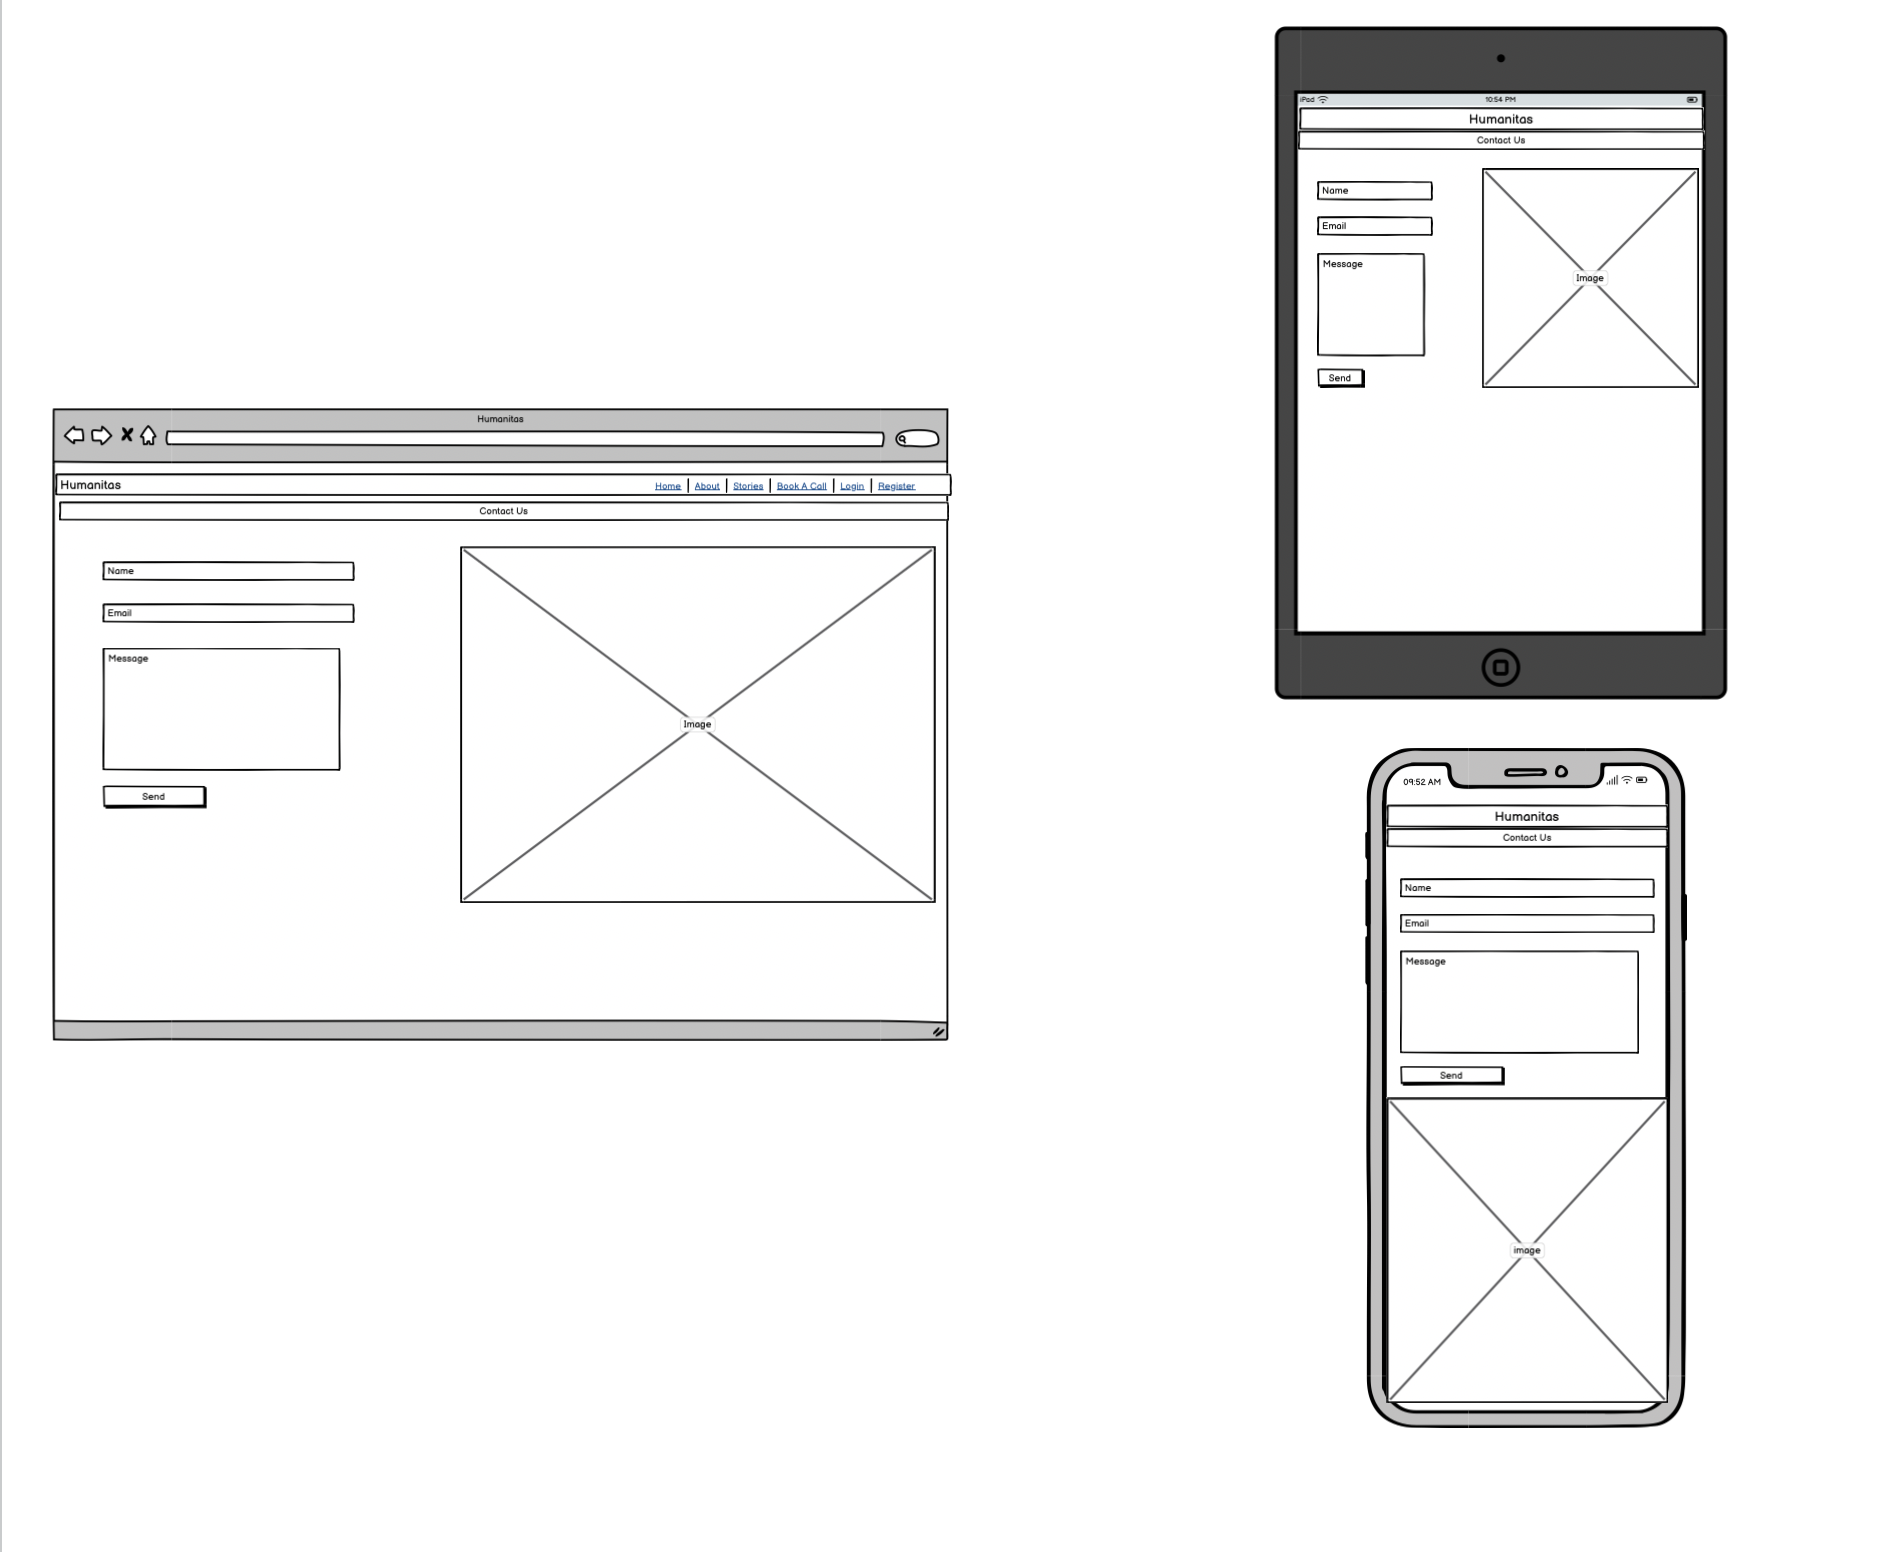 Humanitas
Humanitas
Home
About
Stories
Book A Call
Login
Register
Contact Us
Name
Email
Message
Send
Image
iPad
10:54 PM
Humanitas
Contact Us
Name
Email
Message
Send
Image
09:52 AM
Humanitas
Contact Us
Name
Email
Message
Send
image